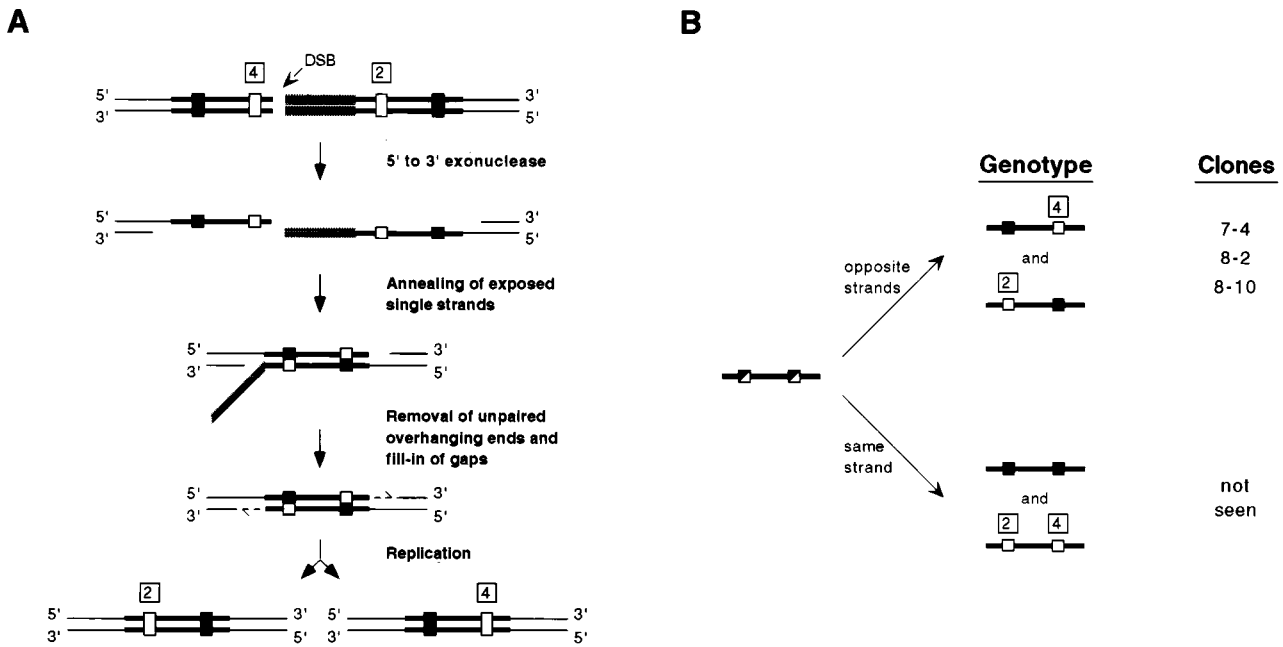 A
DSB
4 2
5' 3'
3' 5'
5' to 3' exonuclease
5' 3'
3' 5'
Annealing of exposed
single strands
5' 3'
3' 5'
Removal of unpaired
overhanging ends and
fill-in of gaps
5' 3'
3' 5'
Replication
2 4
5' 3' 5' 3'
3' 5' 3' 5'
B
Genotype Clones
4
7-4
and 8-2
2 8-10
opposite
strands
same
strand
and
2 4
not
seen